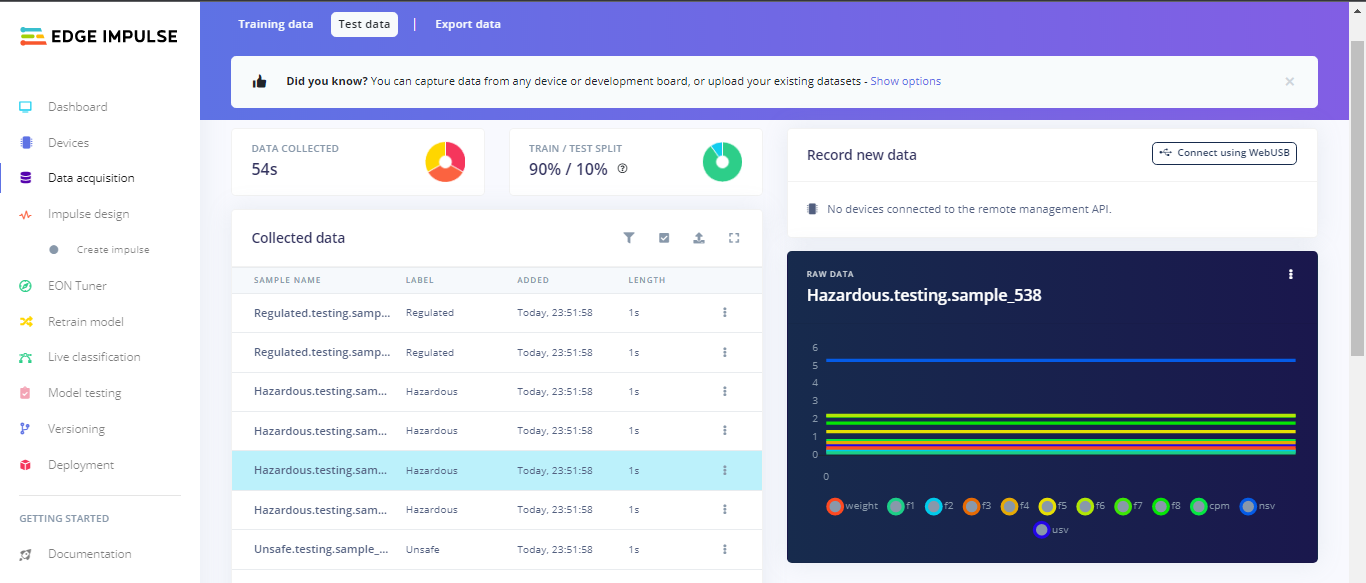 EDGE IMPULSE
Dashboard
Devices
Data acquisition
Impulse design
Create impulse
EON Tuner
Retrain model
Live classification
Model testing
Versioning
Deployment
GETTING STARTED
Documentation
Training data Test data | Export data
Did you know? You can capture data from any device or development board, or upload your existing datasets - Show options ×
DATA COLLECTED
54s
TRAIN / TEST SPLIT
90% / 10% ?
Collected data
SAMPLE NAME LABEL ADDED LENGTH
Regulated.testing.samp... Regulated Today, 23:51:58 1s
Regulated.testing.samp... Regulated Today, 23:51:58 1s
Hazardous.testing.sam... Hazardous Today, 23:51:58 1s
Hazardous.testing.sam... Hazardous Today, 23:51:58 1s
Hazardous.testing.sam... Hazardous Today, 23:51:58 1s
Hazardous.testing.sam... Hazardous Today, 23:51:58 1s
Unsafe.testing.sample_... Unsafe Today, 23:51:58 1s
Record new data
Connect using WebUSB
No devices connected to the remote management API.
RAW DATA
Hazardous.testing.sample_538
6
5
4
3
2
1
0
0
weight f1 f2 f3 f4 f5 f6 f7 f8 cpm nsv
usv